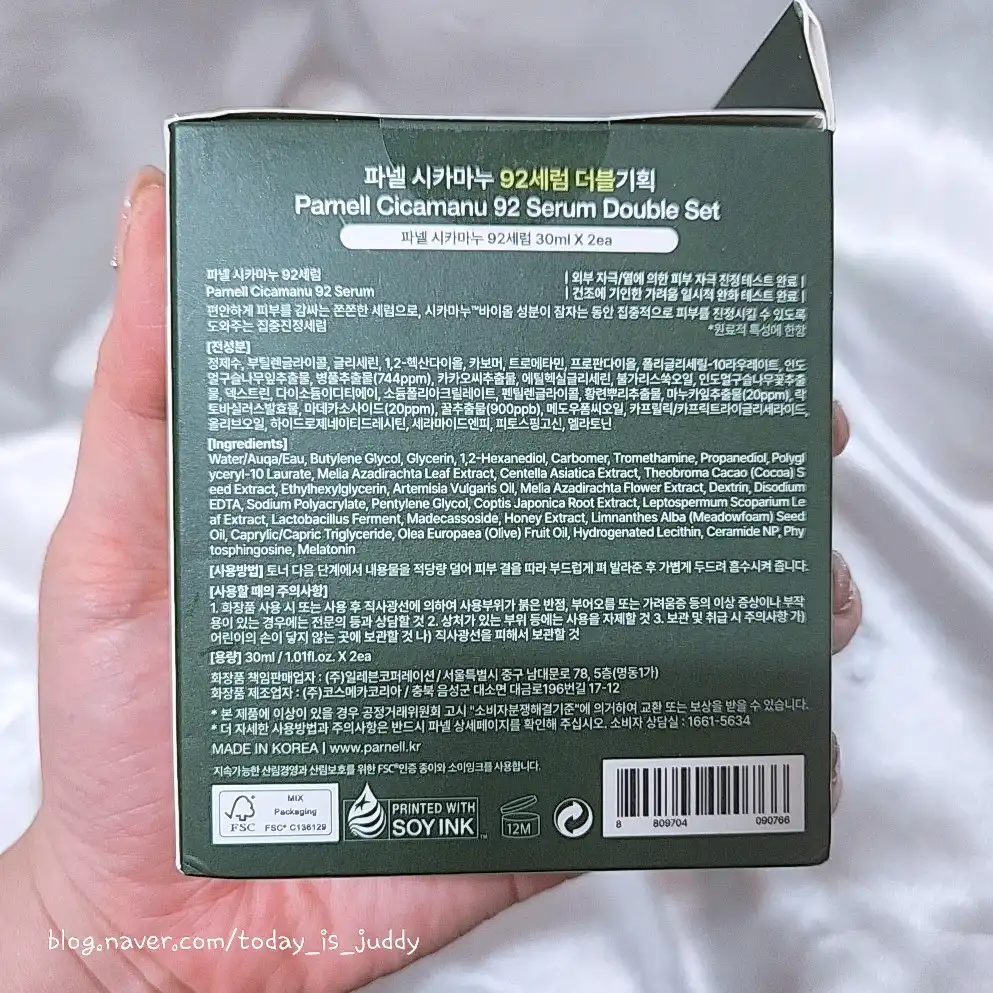 파넬 시카마누 92세럼 더블기획
Parnell Cicamanu 92 Serum Double Set
파넬 시카마누 92세럼 30ml X 2ea
파넬 시카마누 92세럼
Parnell Cicamanu 92 Serum
| 외부 자극/열에 의한 피부 자극 진정 테스트 완료 |
| 건조에 기인한 가려움 일시적 완화 테스트 완료 |
편안하게 피부를 감싸는 쫀쫀한 세럼으로, 시카마누™바이옴 성분이 잠자는 동안 집중적으로 피부를 진정시킬 수 있도록
도와주는 집중진정세럼
*원료적 특성에 한함
[전성분]
정제수, 부틸렌글라이콜, 글리세린, 1,2-헥산다이올, 카보머, 트로메타민, 프로판다이올, 폴리글리세릴-10라우레이트, 인도
멀구슬나무잎추출물, 병풀추출물(744ppm), 카카오씨추출물, 에틸헥실글리세린, 불가리스쑥오일, 인도멀구슬나무꽃추출
물, 덱스트린, 다이소듐이디티에이, 소듐폴리아크릴레이트, 펜틸렌글라이콜, 황련뿌리추출물, 마누카잎추출물(20ppm), 락
토바실러스발효물, 마데카소사이드(20ppm), 꿀추출물(900ppb), 메도우폼씨오일, 카프릴릭/카프릭트라이글리세라이드,
올리브오일, 하이드로제네이티드레시틴, 세라마이드엔피, 피토스핑고신, 멜라토닌
[Ingredients]
Water/Auqa/Eau, Butylene Glycol, Glycerin, 1,2-Hexanediol, Carbomer, Tromethamine, Propanediol, Polygl
yceryl-10 Laurate, Melia Azadirachta Leaf Extract, Centella Asiatica Extract, Theobroma Cacao (Cocoa) S
eed Extract, Ethylhexylglycerin, Artemisia Vulgaris Oil, Melia Azadirachta Flower Extract, Dextrin, Disodium
EDTA, Sodium Polyacrylate, Pentylene Glycol, Coptis Japonica Root Extract, Leptospermum Scoparium Le
af Extract, Lactobacillus Ferment, Madecassoside, Honey Extract, Limnanthes Alba (Meadowfoam) Seed
Oil, Caprylic/Capric Triglyceride, Olea Europaea (Olive) Fruit Oil, Hydrogenated Lecithin, Ceramide NP, Phy
tosphingosine, Melatonin
[사용방법] 토너 다음 단계에서 내용물을 적당량 덜어 피부 결을 따라 부드럽게 펴 발라준 후 가볍게 두드려 흡수시켜 줍니다.
[사용할 때의 주의사항]
1. 화장품 사용 시 또는 사용 후 직사광선에 의하여 사용부위가 붉은 반점, 부어오름 또는 가려움증 등의 이상 증상이나 부작
용이 있는 경우에는 전문의 등과 상담할 것 2. 상처가 있는 부위 등에는 사용을 자제할 것 3. 보관 및 취급 시 주의사항 가)
어린이의 손이 닿지 않는 곳에 보관할 것 나) 직사광선을 피해서 보관할 것
[용량] 30ml / 1.01fl.oz. X 2ea
화장품 책임판매업자 : (주)일레븐코퍼레이션 / 서울특별시 중구 남대문로 78, 5층(명동1가)
화장품 제조업자 : (주)코스메카코리아 / 충북 음성군 대소면 대금로196번길 17-12
* 본 제품에 이상이 있을 경우 공정거래위원회 고시 "소비자분쟁해결기준"에 의거하여 교환 또는 보상을 받을 수 있습니다.
* 더 자세한 사용방법과 주의사항은 반드시 파넬 상세페이지를 확인해 주십시오. 소비자 상담실 : 1661-5634
MADE IN KOREA | www.parnell.kr
지속가능한 산림경영과 산림보호를 위한 FSC®인증 종이와 소이잉크를 사용합니다.
FSC
MIX
Packaging
FSC® C136129
PRINTED WITH
SOY INK™
12M
8 809704 090766
blog.naver.com/today_is_juddy